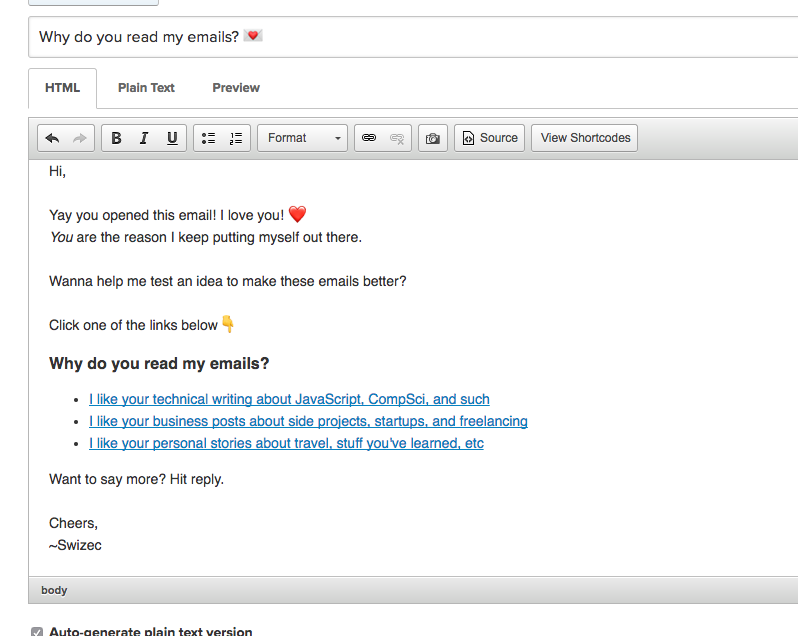 Why do you read my emails? 💌
HTML Plain Text Preview
B I U Format Source View Shortcodes
Hi,
Yay you opened this email! I love you! ❤️
You are the reason I keep putting myself out there.
Wanna help me test an idea to make these emails better?
Click one of the links below 👇
Why do you read my emails?
• I like your technical writing about JavaScript, CompSci, and such
• I like your business posts about side projects, startups, and freelancing
• I like your personal stories about travel, stuff you've learned, etc
Want to say more? Hit reply.
Cheers,
~Swizec
body
Auto-generate plain text version